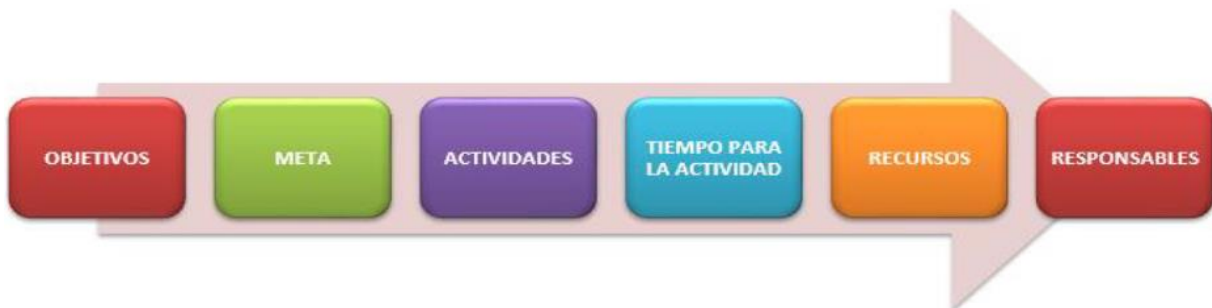 OBJETIVOS
META
ACTIVIDADES
TIEMPO PARA
LA ACTIVIDAD
RECURSOS
RESPONSABLES